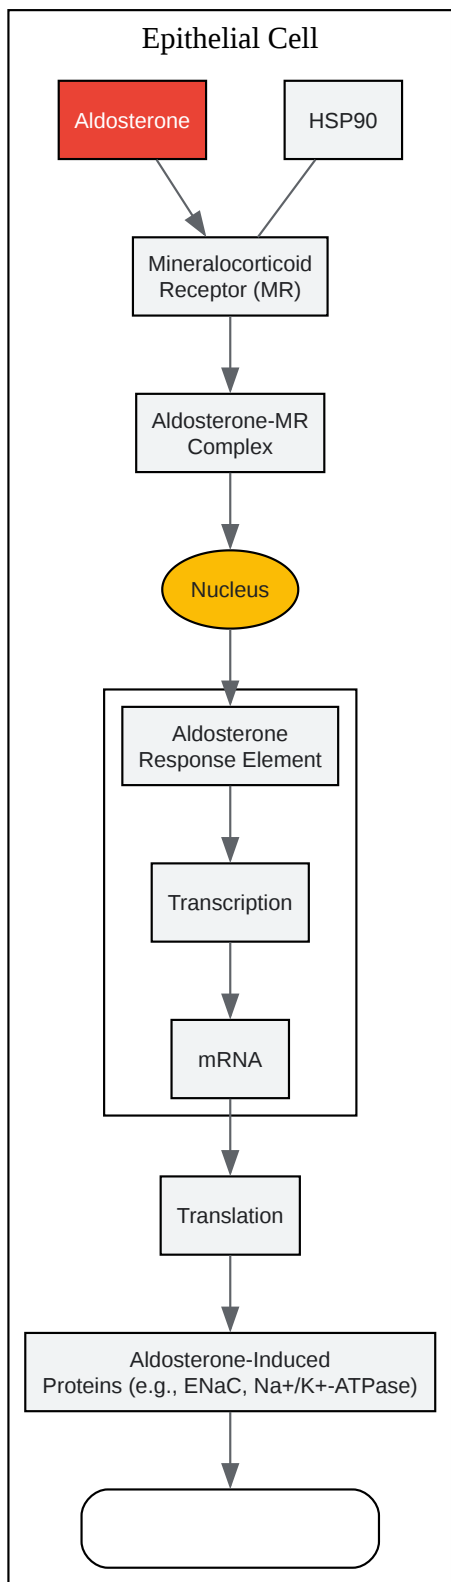 Epithelial Cell
Aldosterone
HSP90
Mineralocorticoid
Receptor (MR)
Aldosterone-MR
Complex
Nucleus
Aldosterone
Response Element
Transcription
mRNA
Translation
Aldosterone-Induced
Proteins (e.g., ENaC, Na+/K+-ATPase)